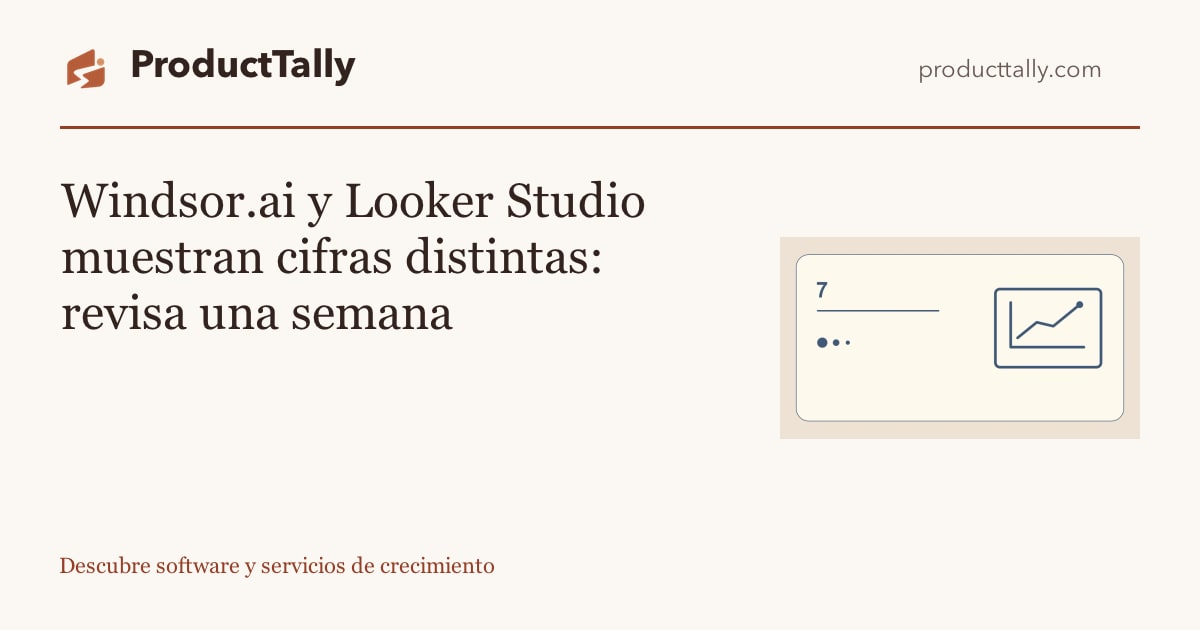 ProductTally
producttally.com
Windsor.ai y Looker Studio
muestran cifras distintas:
revisa una semana
7
Descubre software y servicios de crecimiento